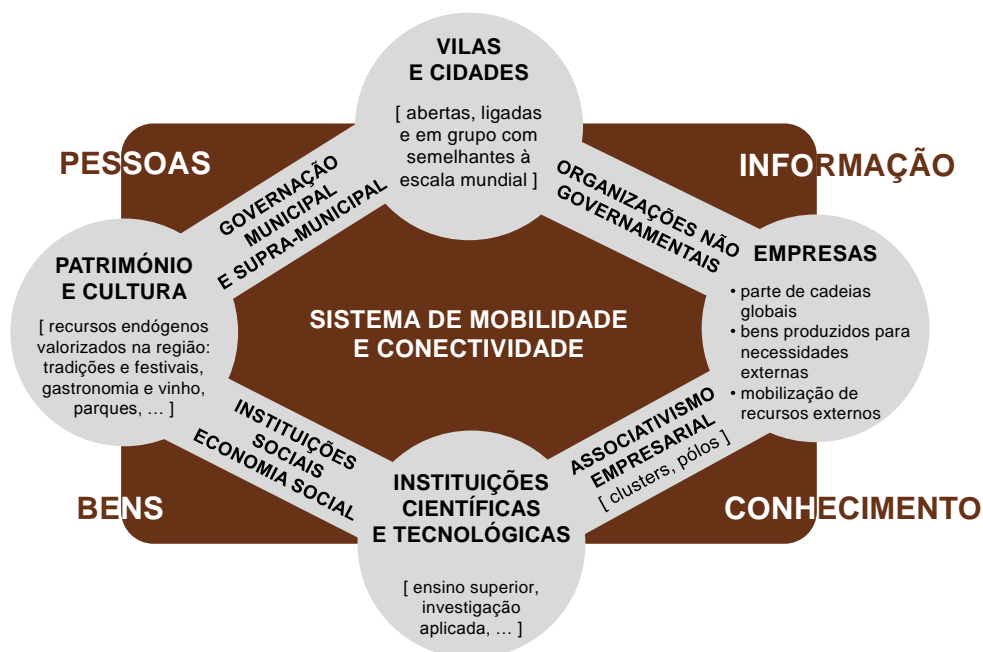 VILAS
E CIDADES
[ abertas, ligadas
e em grupo com
semelhantes à
escala mundial ]
PESSOAS
INFORMAÇÃO
GOVERNAÇÃO
MUNICIPAL
E SUPRA-MUNICIPAL
ORGANIZAÇÕES NÃO
GOVERNAMENTAIS
PATRIMÓNIO
E CULTURA
[ recursos endógenos
valorizados na região:
tradições e festivais,
gastronomia e vinho,
parques, … ]
SISTEMA DE MOBILIDADE
E CONECTIVIDADE
EMPRESAS
• parte de cadeias
globais
• bens produzidos para
necessidades
externas
• mobilização de
recursos externos
INSTITUIÇÕES
SOCIAIS
ECONOMIA SOCIAL
ASSOCIATIVISMO
EMPRESARIAL
[ clusters, pólos ]
BENS
CONHECIMENTO
INSTITUIÇÕES
CIENTÍFICAS
E TECNOLÓGICAS
[ ensino superior,
investigação
aplicada, … ]